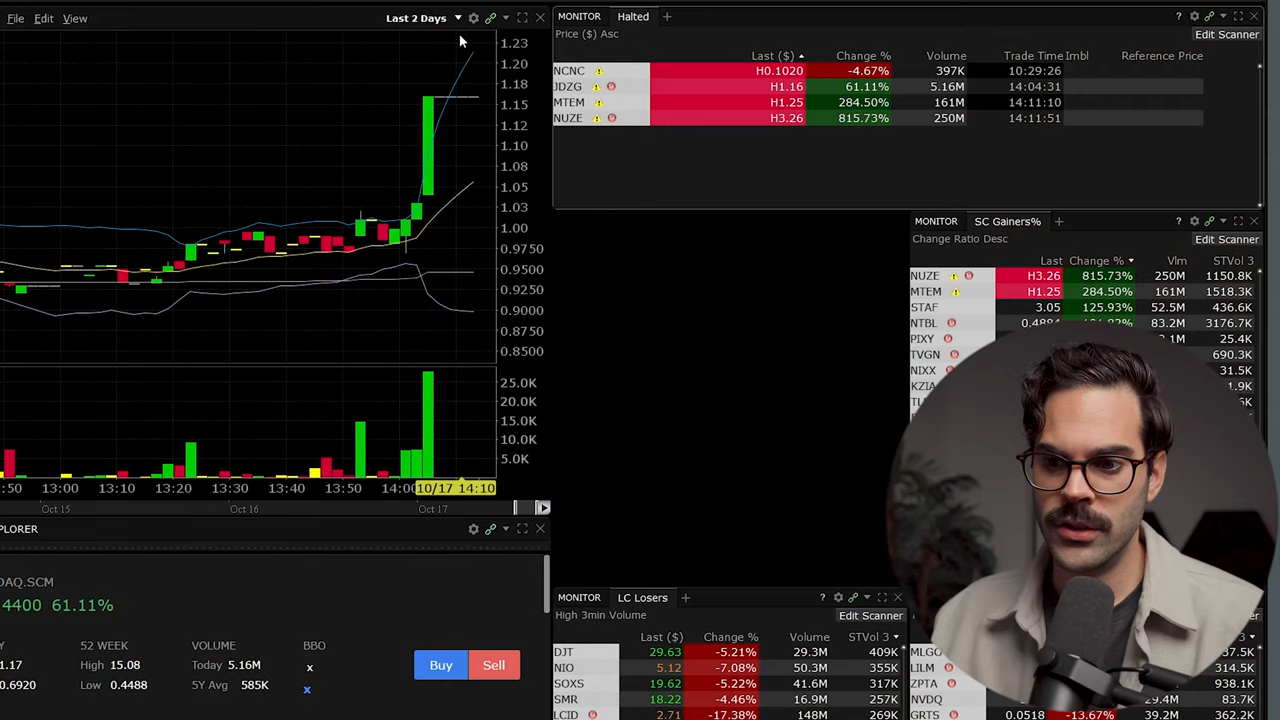 File Edit View Last 2 Days
1.23
1.20
1.18
1.15
1.12
1.10
1.08
1.05
1.03
1.00
0.9750
0.9500
0.9250
0.9000
0.8750
0.8500
25.0K
20.0K
15.0K
10.0K
5.0K
:50 13:00 13:10 13:20 13:30 13:40 13:50 14:00 10/17 14:10
Oct 15 Oct 16 Oct 17
PLORER
DAQ.SCM
4400 61.11%
Y 52 WEEK VOLUME BBO
1.17 High 15.08 Today 5.16M x
0.6920 Low 0.4488 5Y Avg 585K x
Buy Sell
MONITOR Halted + ?
Price ($) Asc Edit Scanner
Last ($) Change % Volume Trade Time Imbl Reference Price
NCNC H0.1020 -4.67% 397K 10:29:26
JDZG H1.16 61.11% 5.16M 14:04:31
MTEM H1.25 284.50% 161M 14:11:10
NUZE H3.26 815.73% 250M 14:11:51
MONITOR SC Gainers% + ?
Change Ratio Desc Edit Scanner
Last Change % Vlm STVol 3
NUZE H3.26 815.73% 250M 1150.8K
MTEM H1.25 284.50% 161M 1518.3K
STAF 3.05 125.93% 52.5M 436.6K
NTBL 83.2M 3176.7K
PIXY 25.4K
TVGN 690.3K
NIXX 31.5K
KZIA
MONITOR LC Losers + ?
High 3min Volume Edit Scanner
Last ($) Change % Volume STVol 3
DJT 29.63 -5.21% 29.3M 409K
NIO 5.12 -7.08% 50.3M 355K
SOXS 19.62 -5.22% 41.6M 317K
SMR 18.22 -4.46% 16.9M 257K
LCID 2.71 -17.38% 148M 269K
MLGO 37.5K
LILM 314.5K
ZPTA 938.1K
NVDQ 29.4M 83.7K
GRTS 0.0518 -13.67% 39.2M 362.2K